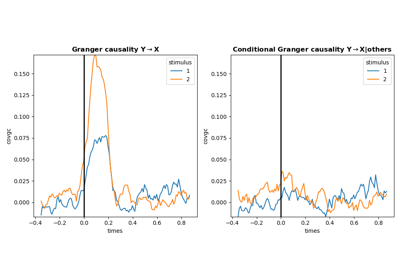 Granger causality Y→X
Conditional Granger causality Y→X|others
stimulus
1
2
stimulus
1
2
0.150
0.125
0.100
0.075
0.050
0.025
0.000
covgc
0.150
0.125
0.100
0.075
0.050
0.025
0.000
covgc
−0.4 −0.2 0.0 0.2 0.4 0.6 0.8
times
−0.4 −0.2 0.0 0.2 0.4 0.6 0.8
times